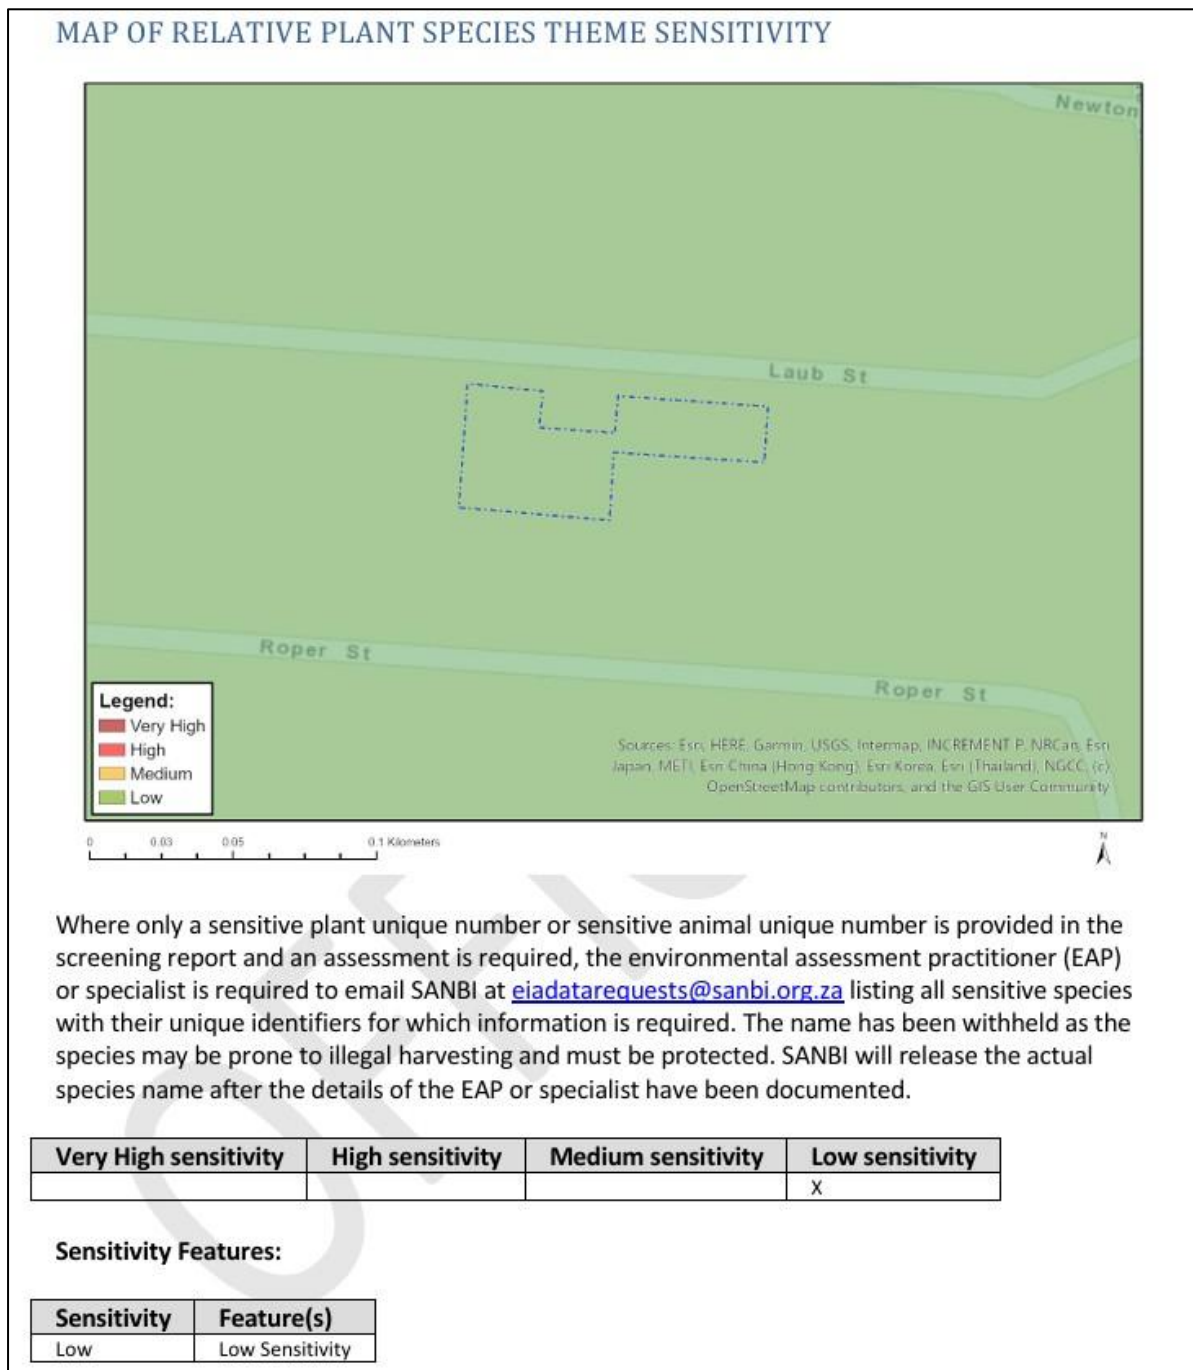 MAP OF RELATIVE PLANT SPECIES THEME SENSITIVITY
Newton
Laub St
Roper St
Roper St
Legend:
Very High
High
Medium
Low
Sources: Esri, HERE, Garmin, USGS, Intermap, INCREMENT P, NRCan, Esri
Japan, METI, Esri China (Hong Kong), Esri Korea, Esri (Thailand), NGCC, (c)
OpenStreetMap contributors, and the GIS User Community
0 0.03 0.05 0.1 Kilometers
N
Where only a sensitive plant unique number or sensitive animal unique number is provided in the
screening report and an assessment is required, the environmental assessment practitioner (EAP)
or specialist is required to email SANBI at eiadatarequests@sanbi.org.za listing all sensitive species
with their unique identifiers for which information is required. The name has been withheld as the
species may be prone to illegal harvesting and must be protected. SANBI will release the actual
species name after the details of the EAP or specialist have been documented.
Very High sensitivity High sensitivity Medium sensitivity Low sensitivity
X
Sensitivity Features:
Sensitivity Feature(s)
Low Low Sensitivity